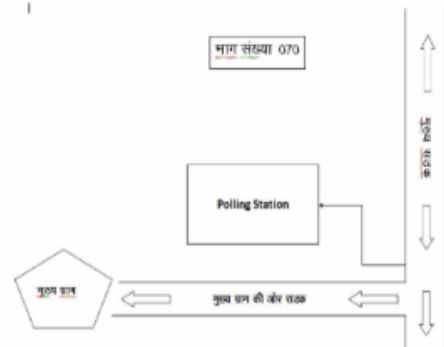 भाग संख्या 070
मुख्य सड़क
Polling Station
मुख्य ग्राम
मुख्य ग्राम की ओर सड़क